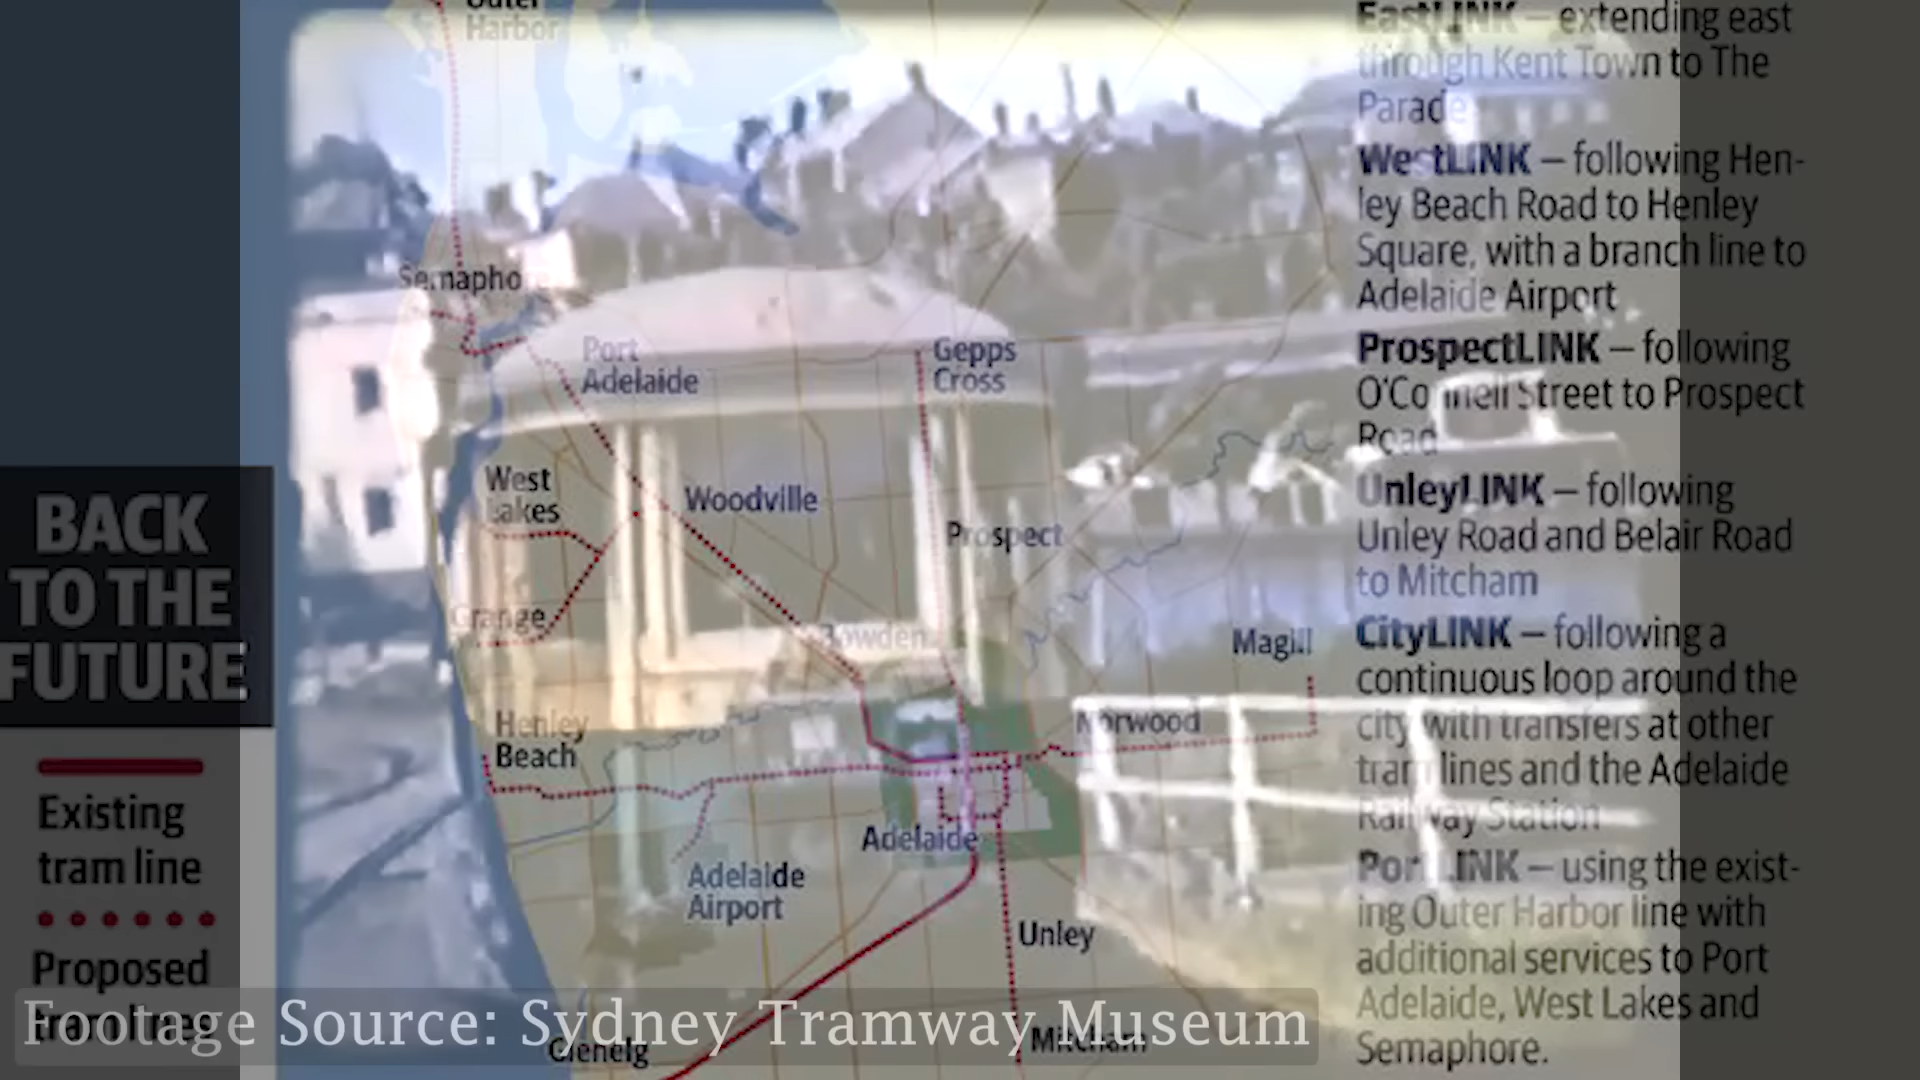 Outer
Harbor
Semapho
Port
Adelaide
Gepps
Cross
West
Lakes
Woodville
Prospect
Grange
Bowden
Magill
Henley
Beach
Norwood
Adelaide
Adelaide
Airport
Unley
Mitcham
Glenelg
BACK
TO THE
FUTURE
Existing
tram line
Proposed
tram lines
EastLINK – extending east
through Kent Town to The
Parade
WestLINK – following Hen-
ley Beach Road to Henley
Square, with a branch line to
Adelaide Airport
ProspectLINK – following
O'Connell Street to Prospect
Road
UnleyLINK – following
Unley Road and Belair Road
to Mitcham
CityLINK – following a
continuous loop around the
city with transfers at other
tram lines and the Adelaide
Railway Station
PortLINK – using the exist-
ing Outer Harbor line with
additional services to Port
Adelaide, West Lakes and
Semaphore.
Footage Source: Sydney Tramway Museum